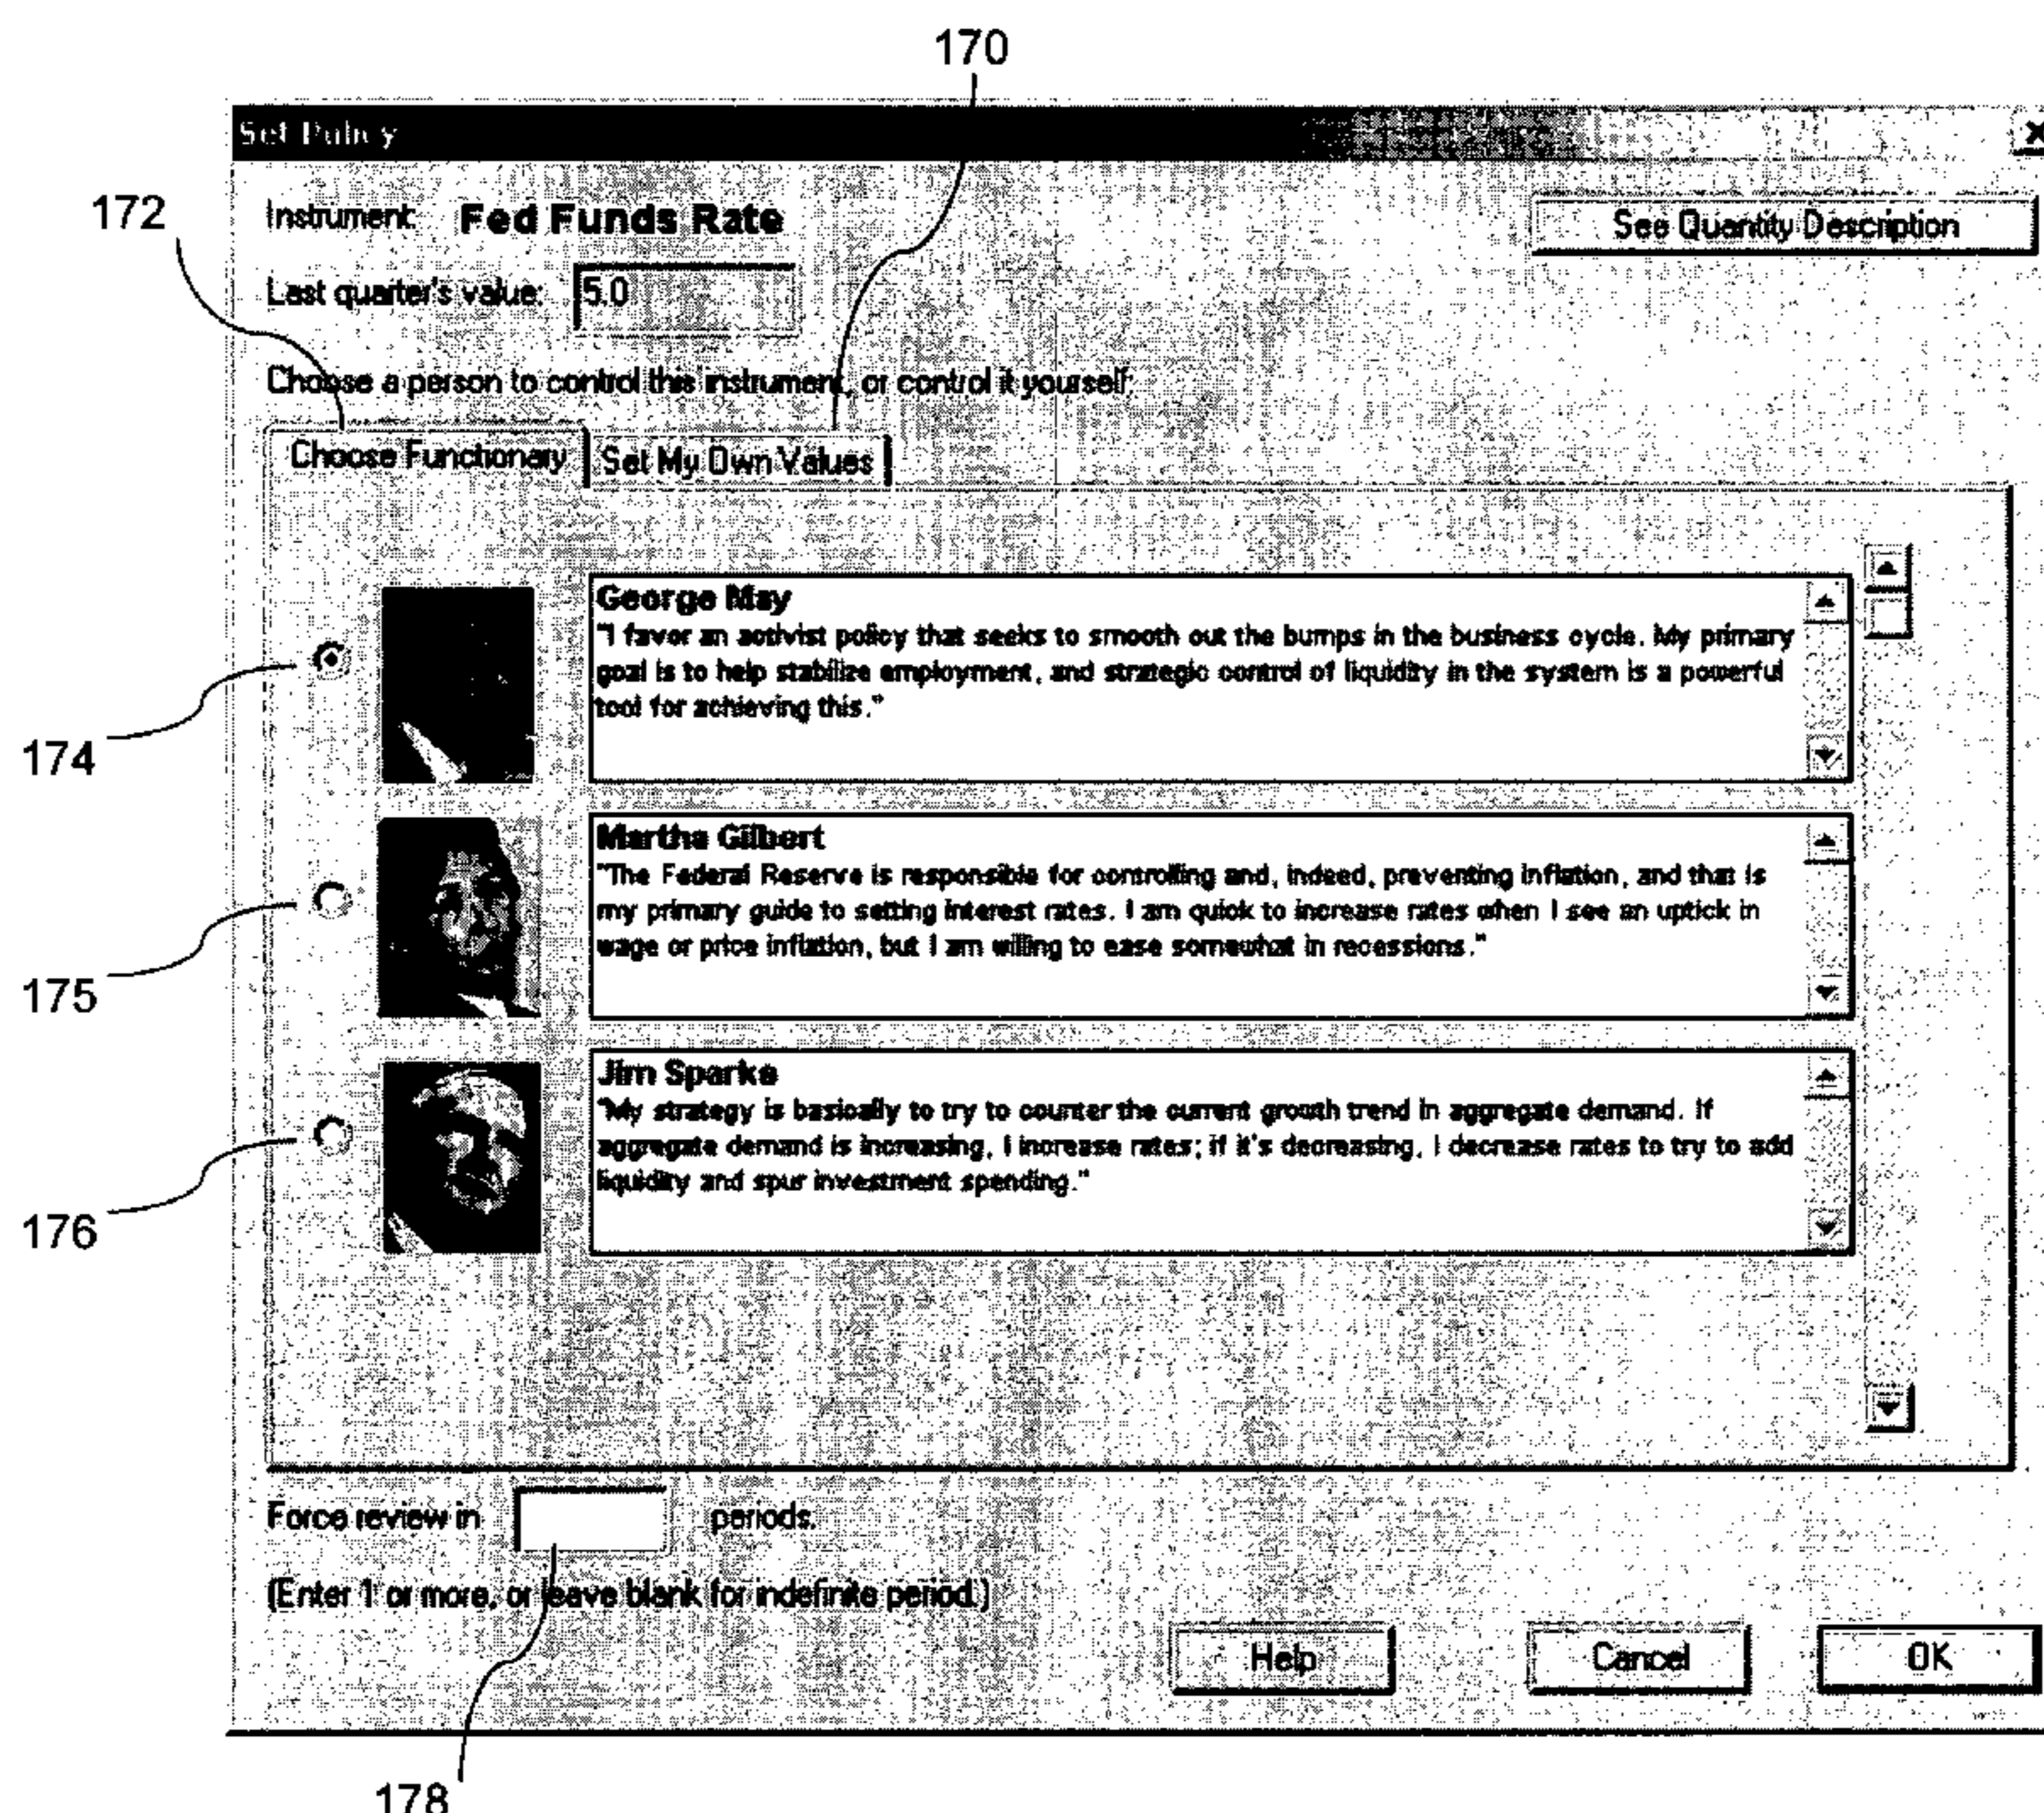 170
Set Policy
172
Instrument: Fed Funds Rate
See Quantity Description
Last quarter's value: 5.0
Choose a person to control this instrument, or control it yourself:
Choose Functionary
Set My Own Values
George May
"I favor an activist policy that seeks to smooth out the bumps in the business cycle. My primary
goal is to help stabilize employment, and strategic control of liquidity in the system is a powerful
tool for achieving this."
174
Martha Gilbert
"The Federal Reserve is responsible for controlling and, indeed, preventing inflation, and that is
my primary guide to setting interest rates. I am quick to increase rates when I see an uptick in
wage or price inflation, but I am willing to ease somewhat in recessions."
175
Jim Sparke
"My strategy is basically to try to counter the current growth trend in aggregate demand. If
aggregate demand is increasing, I increase rates; if it's decreasing, I decrease rates to try to add
liquidity and spur investment spending."
176
Force review in periods.
(Enter 1 or more, or leave blank for indefinite period.)
Help
Cancel
OK
178